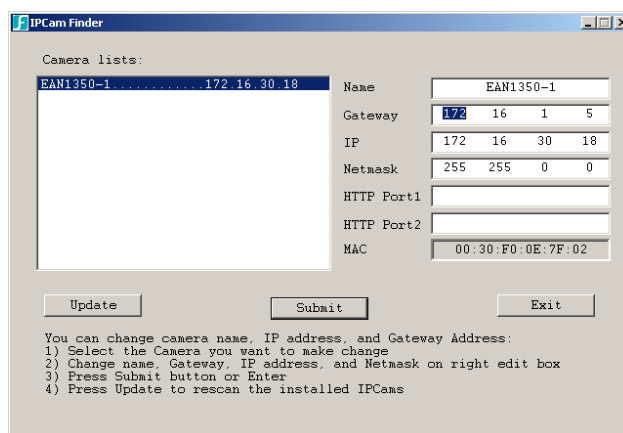 IPCam Finder
Camera lists:
EAN1350-1............172.16.30.18
Name EAN1350-1
Gateway 172 16 1 5
IP 172 16 30 18
Netmask 255 255 0 0
HTTP Port1
HTTP Port2
MAC 00:30:F0:0E:7F:02
Update Submit Exit
You can change camera name, IP address, and Gateway Address:
1) Select the Camera you want to make change
2) Change name, Gateway, IP address, and Netmask on right edit box
3) Press Submit button or Enter
4) Press Update to rescan the installed IPCams